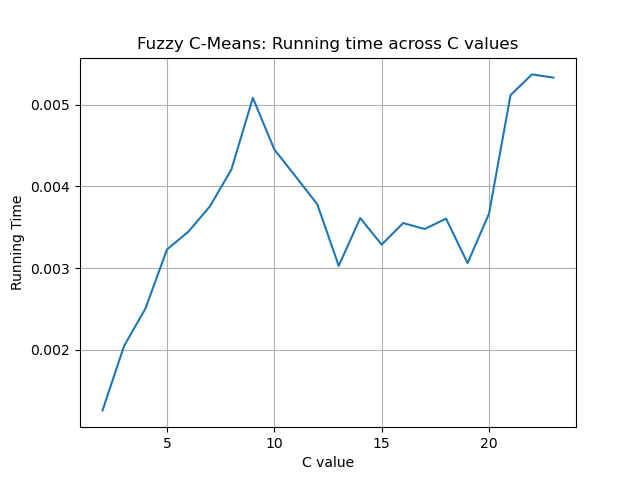 Fuzzy C-Means: Running time across C values
Running Time
0.005
0.004
0.003
0.002
5 10 15 20
C value